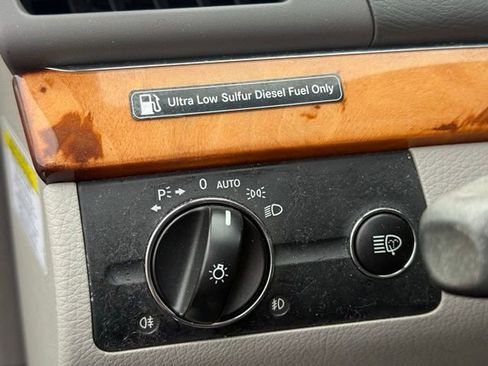 Ultra Low Sulfur Diesel Fuel Only
P 0 AUTO